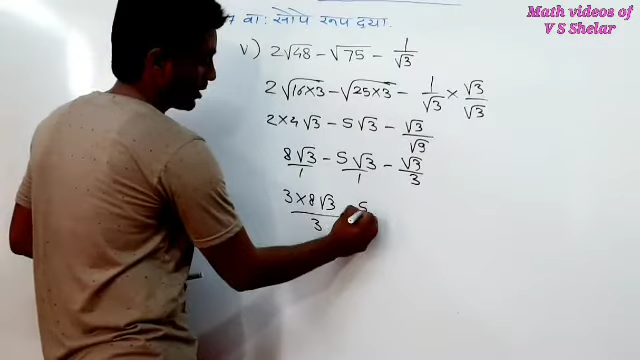 Math videos of
V S Shelar
वा: सोपे रूप द्या.
v) 2√48 - √75 - 1/√3
2√16×3 - √25×3 - 1/√3 × √3/√3
2×4√3 - 5√3 - √3/√9
8√3/1 - 5√3/1 - √3/3
3×8√3/3 5